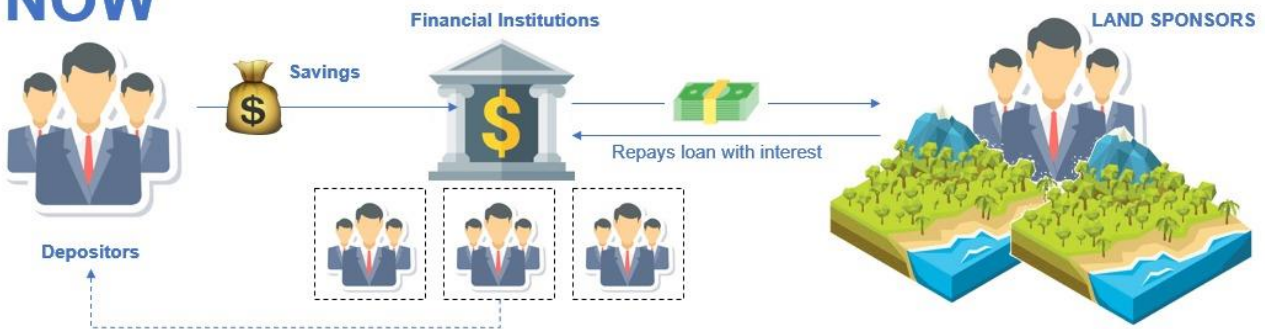 NOW
Financial Institutions
LAND SPONSORS
Savings
$
$
Repays loan with interest
Depositors